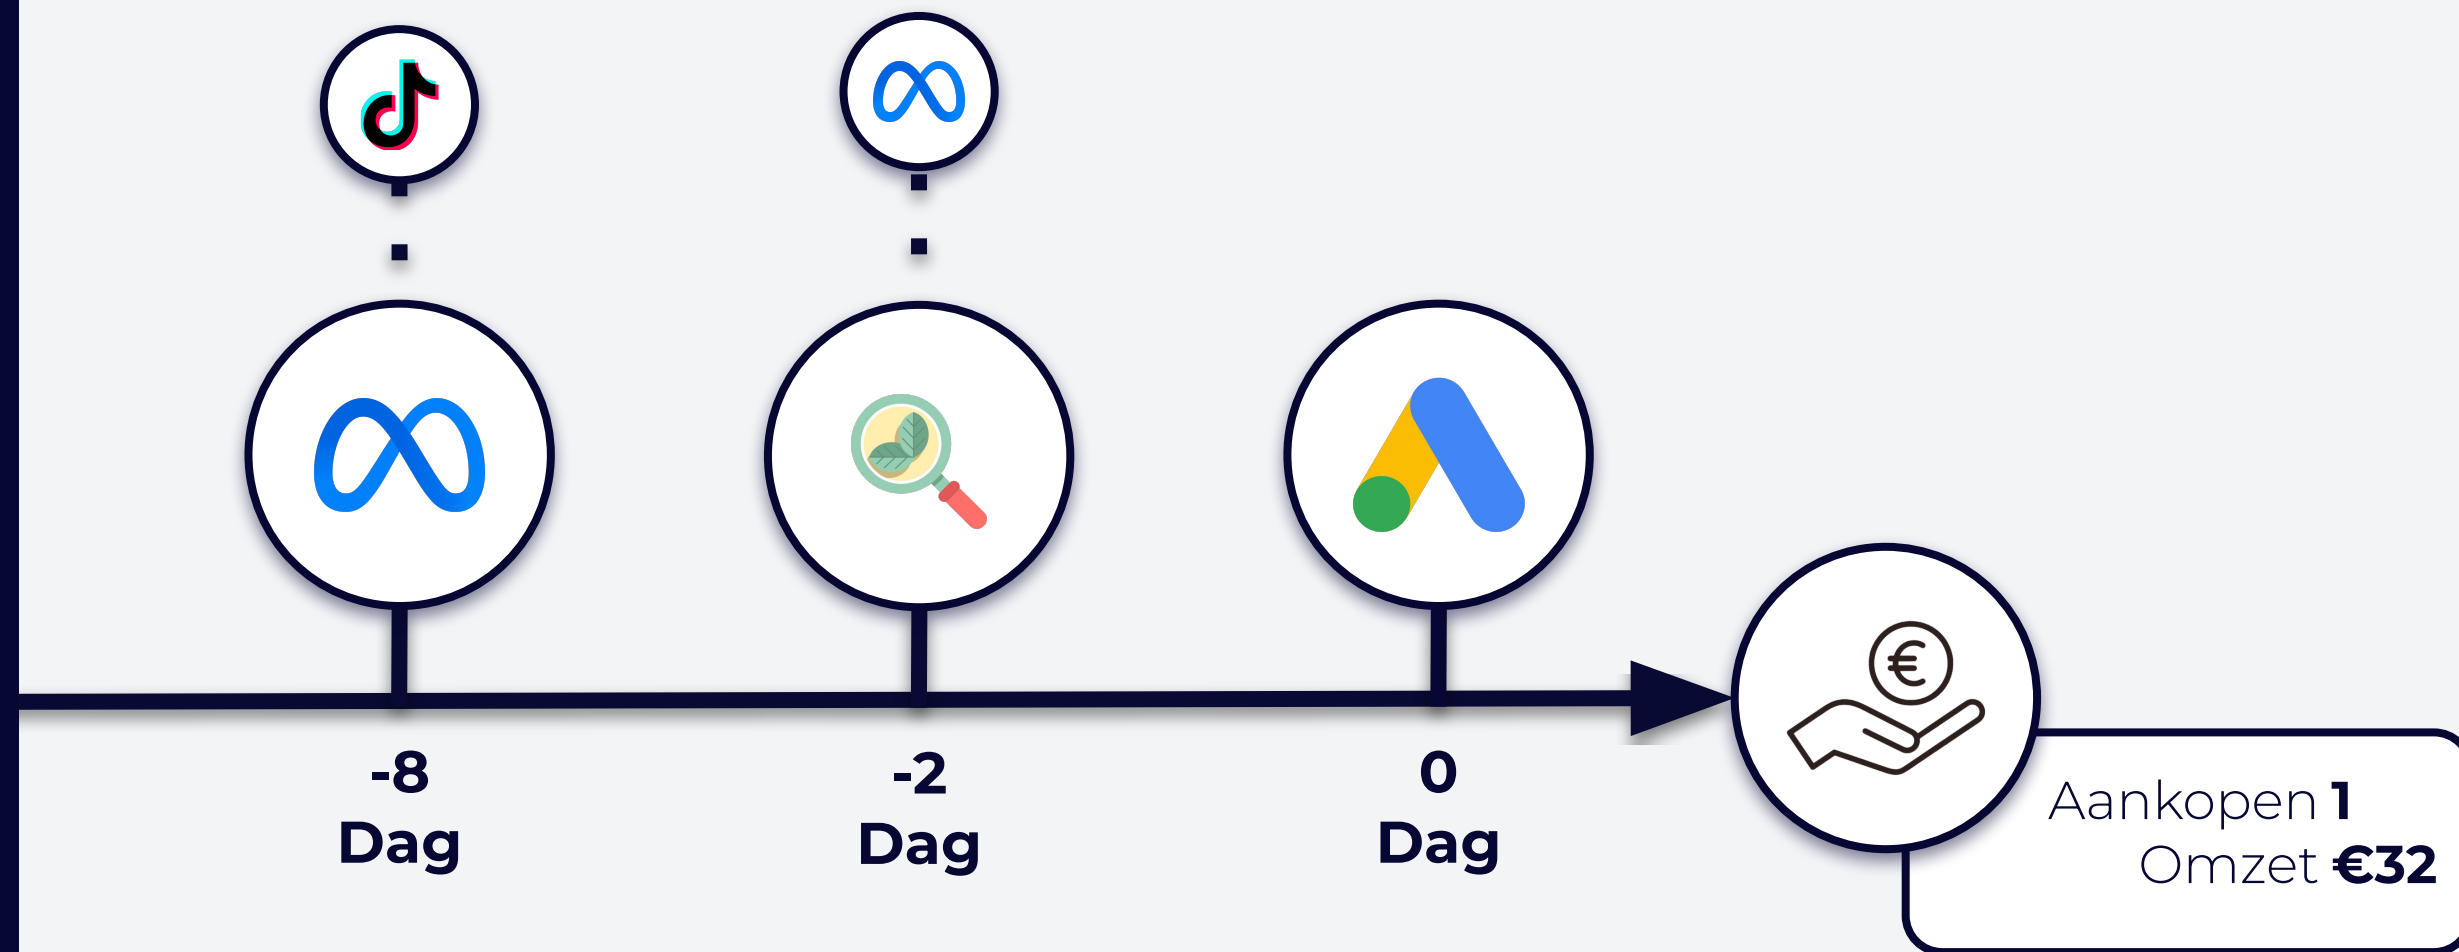 -8
Dag
-2
Dag
0
Dag
€
Aankopen 1
Omzet €32